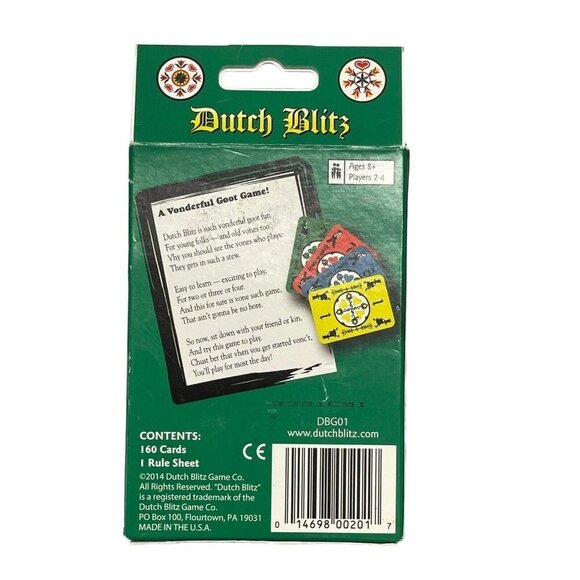 Dutch Blitz
Ages 8+
Players 2-4
A Vonderful Goot Game!
Dutch Blitz is such vonderful goot fun
For young folks — and old vones too.
Vhy you should see the vones who played
They gets in such a stew.
Easy to learn — exciting to play,
For two or three or four.
And this for sure is vone such game,
That ain't gonna be no bore.
So now, sit down with your friend or kin,
And try this game to play.
Chust bet that vhen you get started vonc't,
You'll play for most the day!
DBG01
www.dutchblitz.com
CONTENTS:
160 Cards
1 Rule Sheet
CE
©2014 Dutch Blitz Game Co.
All Rights Reserved. "Dutch Blitz"
is a registered trademark of the
Dutch Blitz Game Co.
PO Box 100, Flourtown, PA 19031
MADE IN THE U.S.A.
0 14698 00201 7